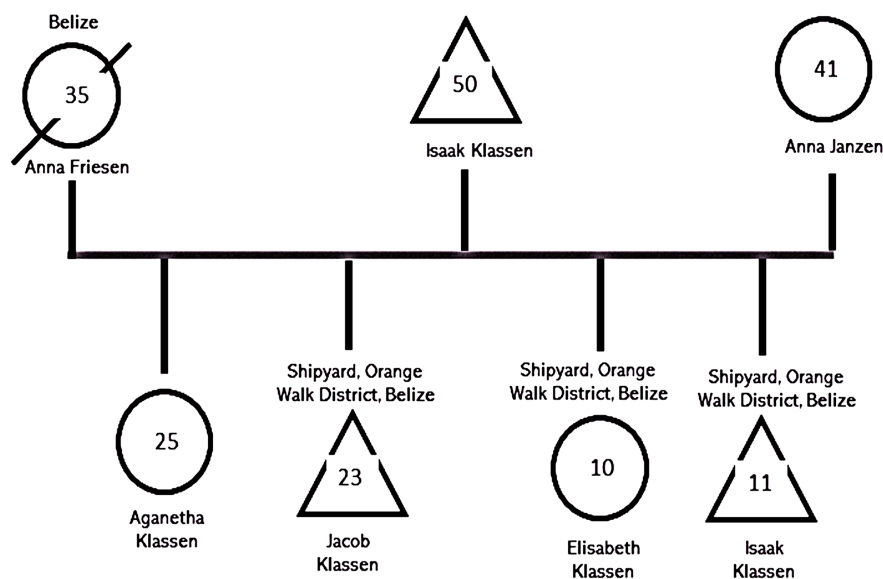 Belize
35
Anna Friesen
50
Isaak Klassen
41
Anna Janzen
25
Aganetha
Klassen
Shipyard, Orange
Walk District, Belize
23
Jacob
Klassen
Shipyard, Orange
Walk District, Belize
10
Elisabeth
Klassen
Shipyard, Orange
Walk District, Belize
11
Isaak
Klassen